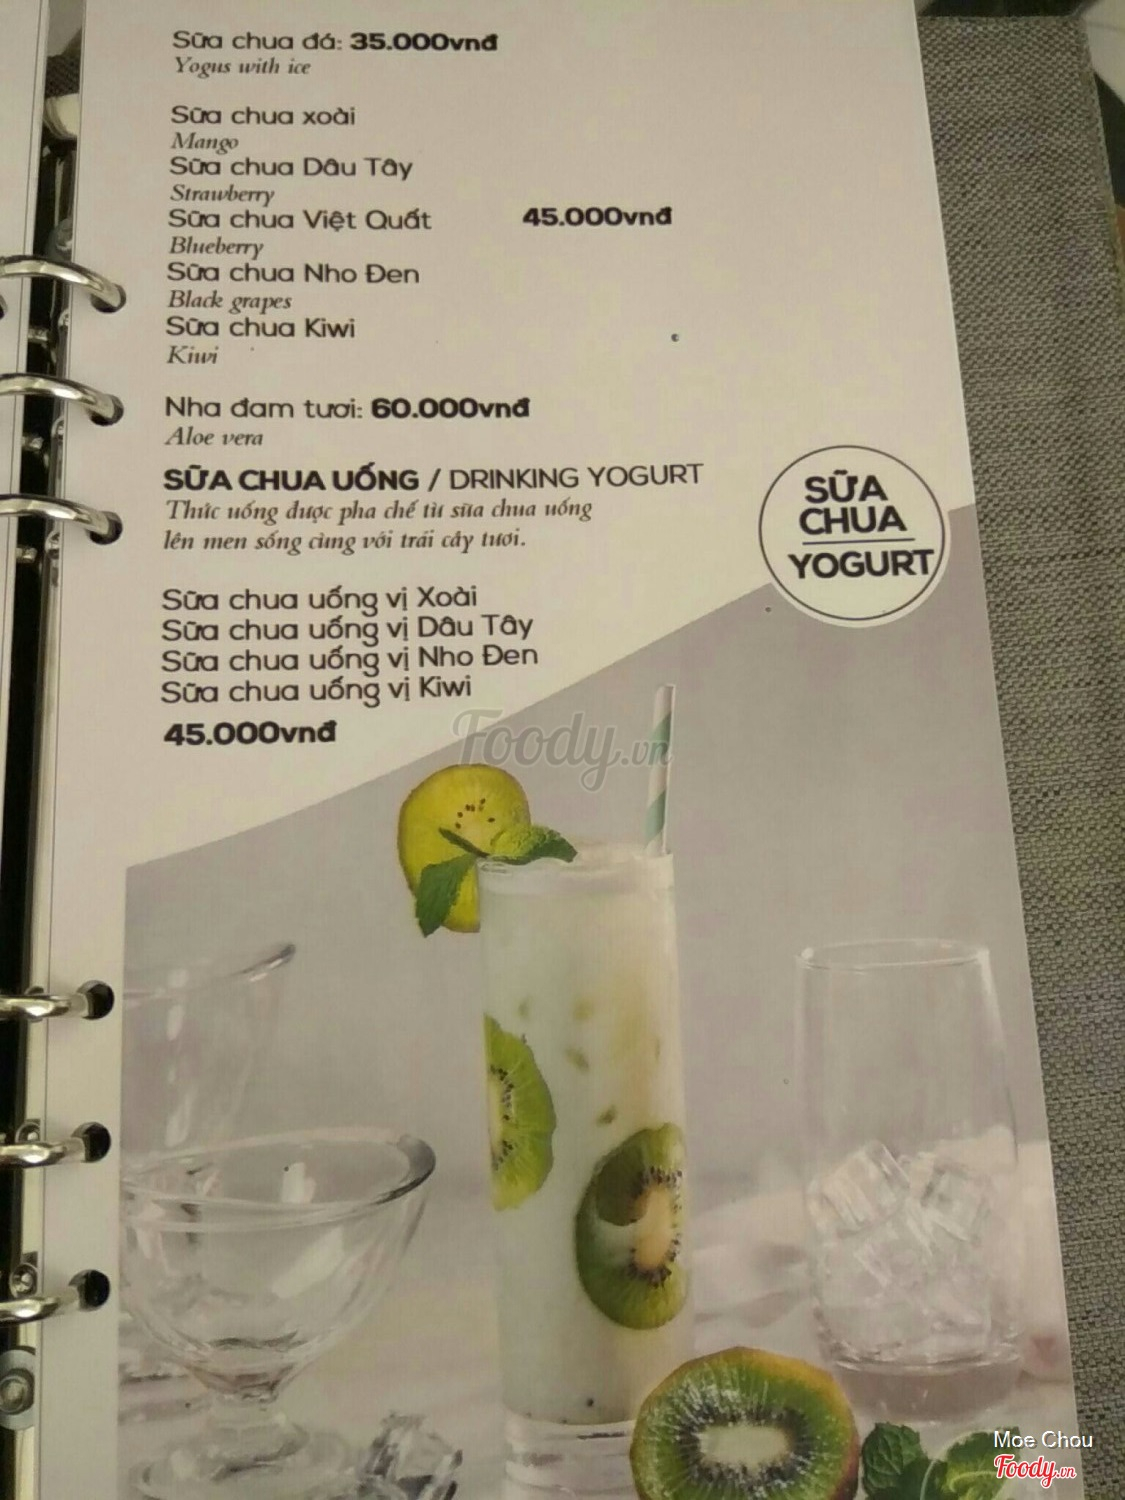 Sữa chua đá: 35.000vnđ
Yogus with ice
Sữa chua xoài
Mango
Sữa chua Dâu Tây
Strawberry
Sữa chua Việt Quất 45.000vnđ
Blueberry
Sữa chua Nho Đen
Black grapes
Sữa chua Kiwi
Kiwi
Nha đam tươi: 60.000vnđ
Aloe vera
SỮA CHUA UỐNG / DRINKING YOGURT
Thức uống được pha chế từ sữa chua uống
lên men sống cùng với trái cây tươi.
SỮA
CHUA
YOGURT
Sữa chua uống vị Xoài
Sữa chua uống vị Dâu Tây
Sữa chua uống vị Nho Đen
Sữa chua uống vị Kiwi
45.000vnđ
Foody.vn
Moe Chou
Foody.vn